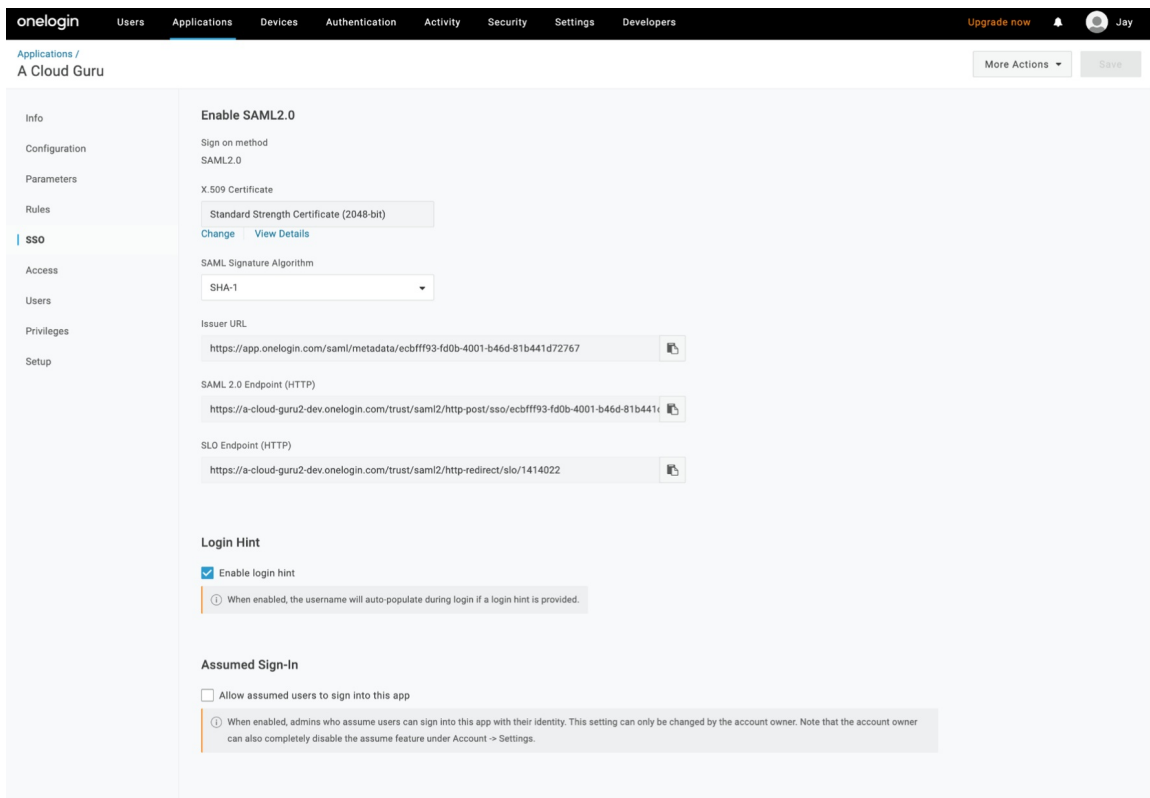 onelogin Users Applications Devices Authentication Activity Security Settings Developers Upgrade now Jay
Applications /
A Cloud Guru
More Actions
Save
Info
Configuration
Parameters
Rules
SSO
Access
Users
Privileges
Setup
Enable SAML2.0
Sign on method
SAML2.0
X.509 Certificate
Standard Strength Certificate (2048-bit)
Change View Details
SAML Signature Algorithm
SHA-1
Issuer URL
https://app.onelogin.com/saml/metadata/ecbfff93-fd0b-4001-b46d-81b441d72767
SAML 2.0 Endpoint (HTTP)
https://a-cloud-guru2-dev.onelogin.com/trust/saml2/http-post/sso/ecbfff93-fd0b-4001-b46d-81b441
SLO Endpoint (HTTP)
https://a-cloud-guru2-dev.onelogin.com/trust/saml2/http-redirect/slo/1414022
Login Hint
Enable login hint
When enabled, the username will auto-populate during login if a login hint is provided.
Assumed Sign-In
Allow assumed users to sign into this app
When enabled, admins who assume users can sign into this app with their identity. This setting can only be changed by the account owner. Note that the account owner
can also completely disable the assume feature under Account -> Settings.